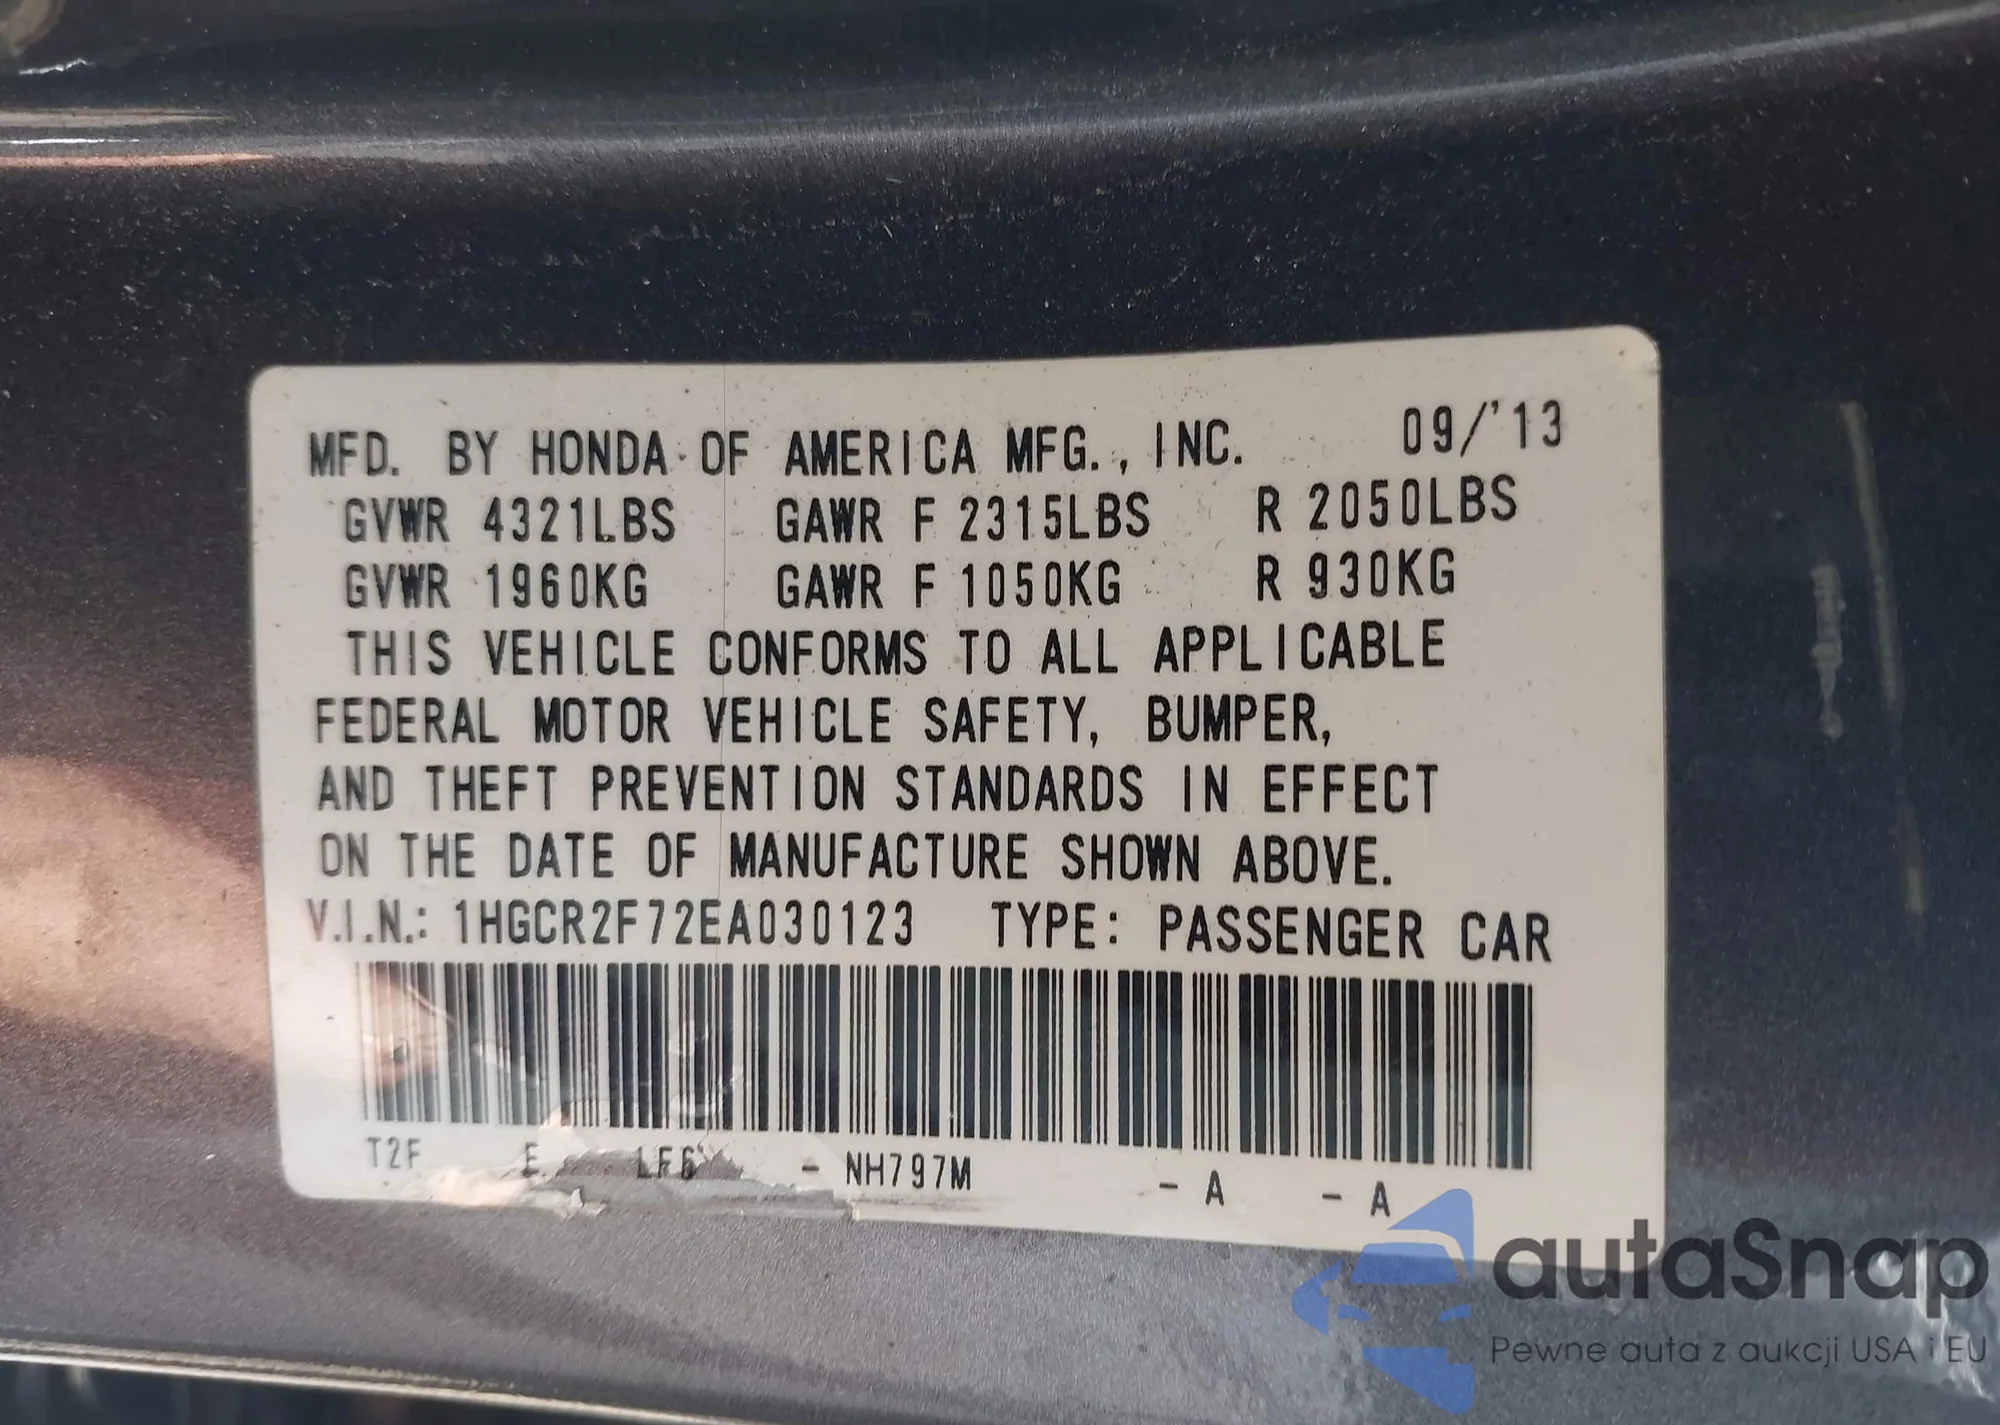 MFD. BY HONDA OF AMERICA MFG., INC. 09/'13
GVWR 4321LBS GAWR F 2315LBS R 2050LBS
GVWR 1960KG GAWR F 1050KG R 930KG
THIS VEHICLE CONFORMS TO ALL APPLICABLE
FEDERAL MOTOR VEHICLE SAFETY, BUMPER,
AND THEFT PREVENTION STANDARDS IN EFFECT
ON THE DATE OF MANUFACTURE SHOWN ABOVE.
V.I.N.: 1HGCR2F72EA030123 TYPE: PASSENGER CAR
T2F E LF6 - NH797M - A - A
autaSnap
Pewne auta z aukcji USA i EU